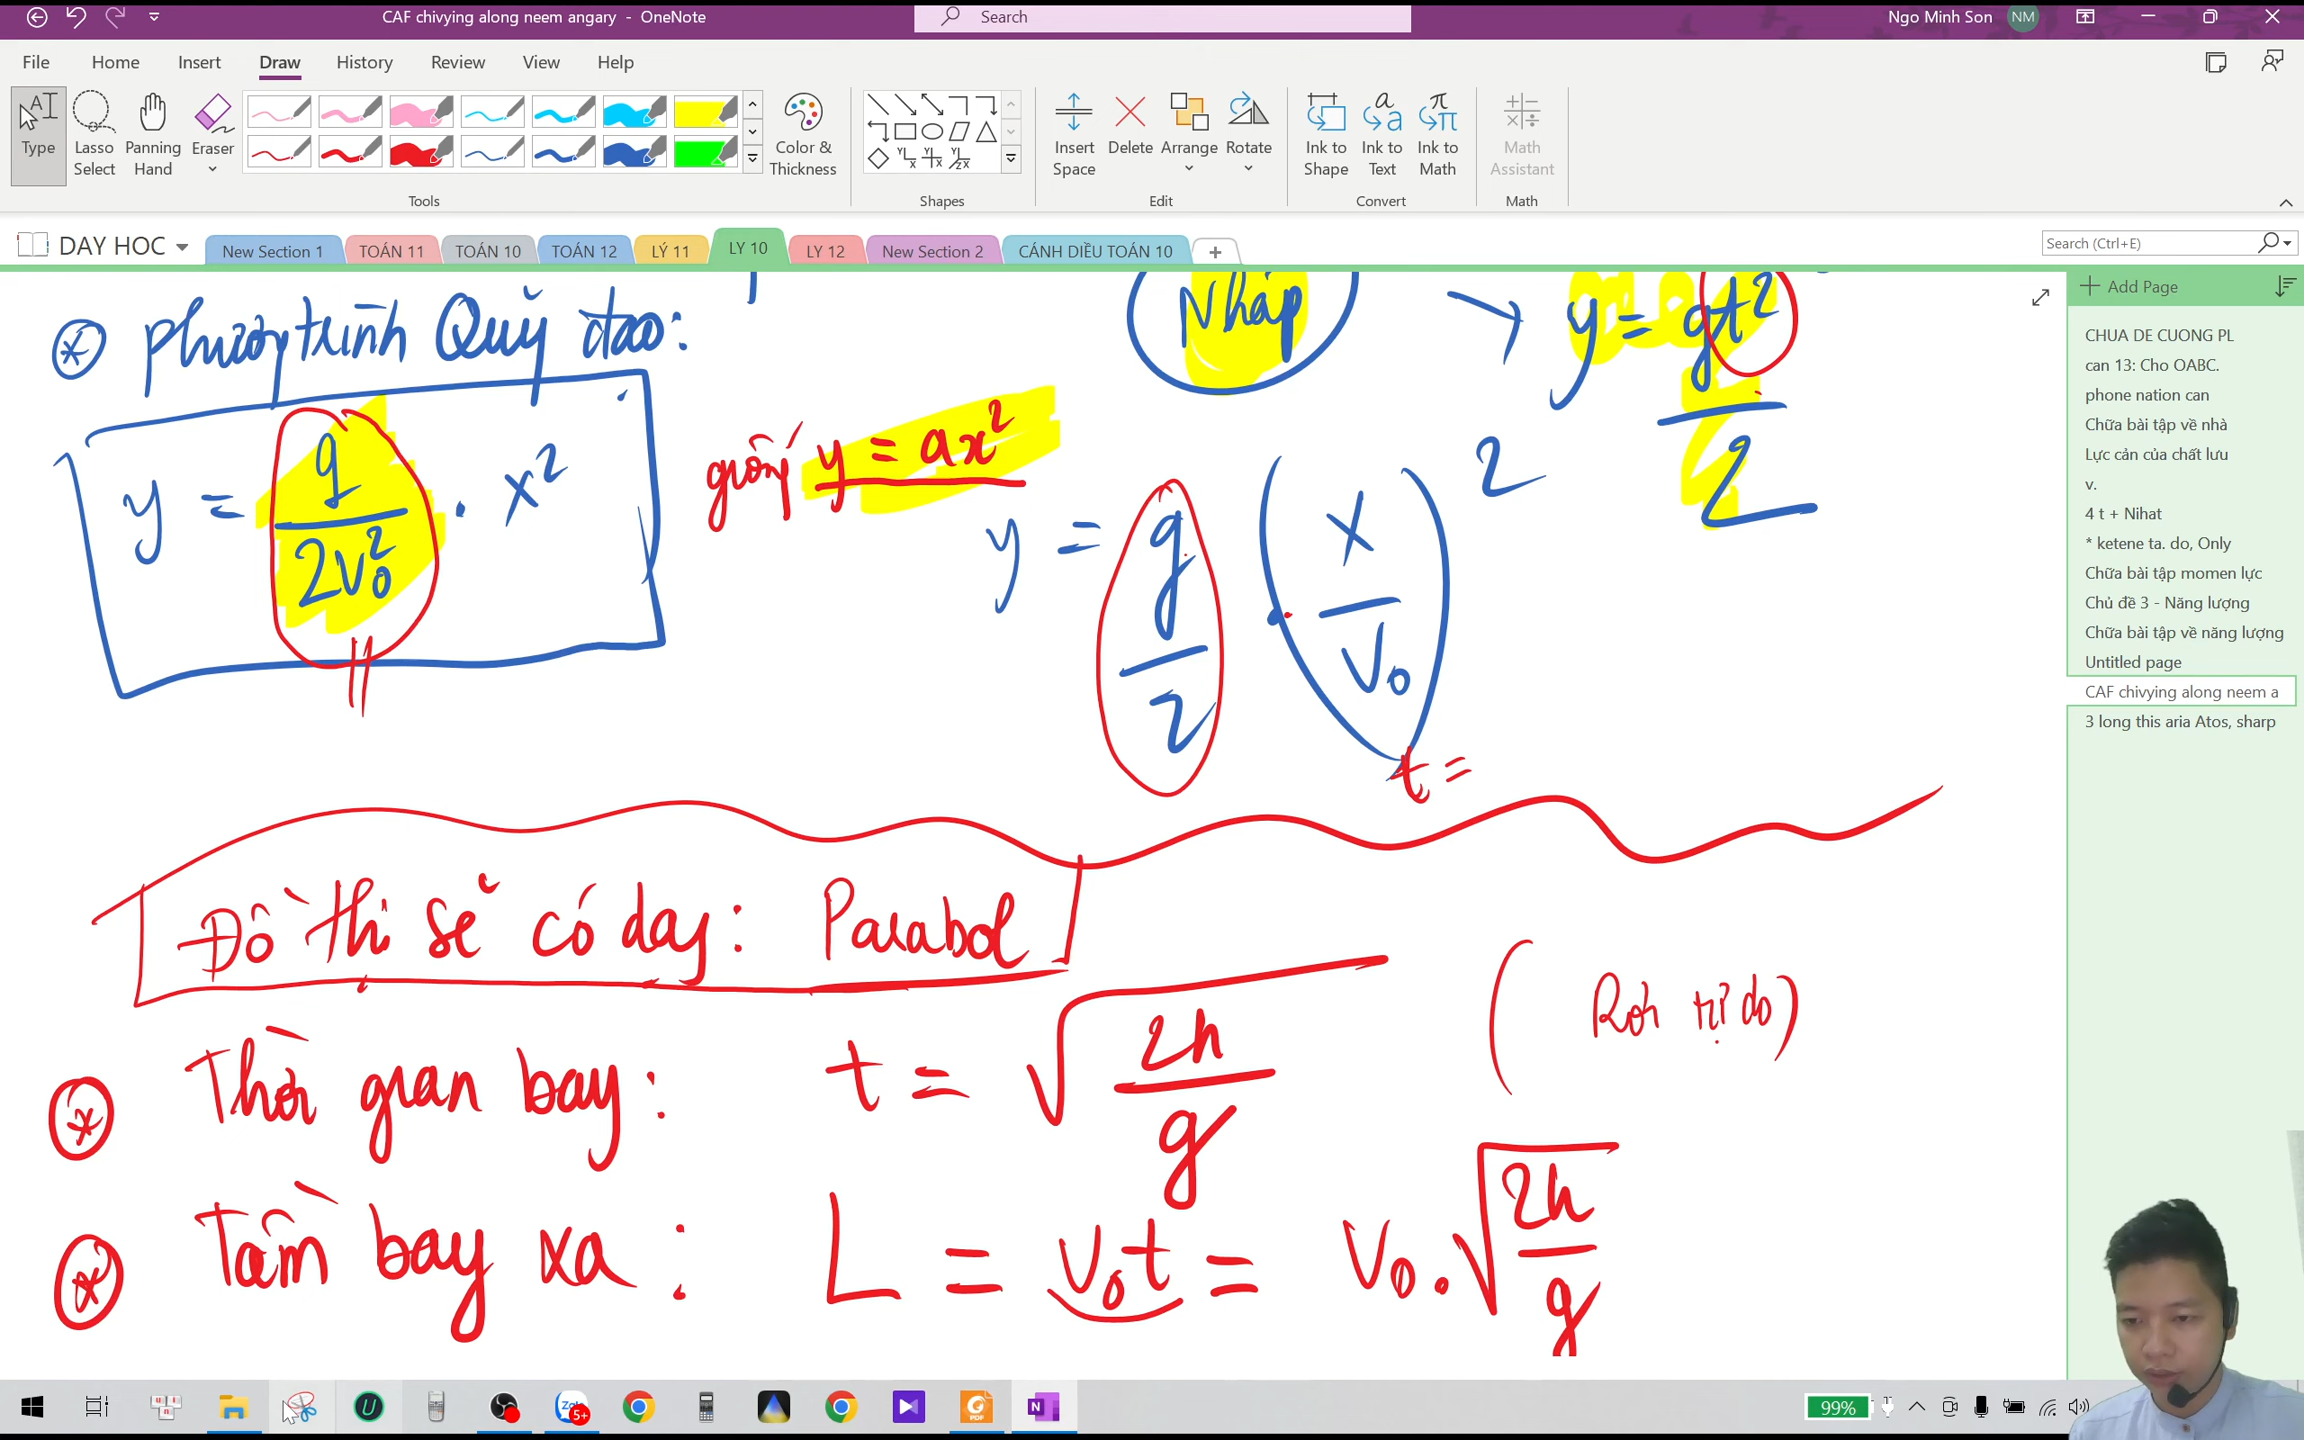 CAF chivying along neem angary - OneNote
Search
Ngo Minh Son
NM
File Home Insert Draw History Review View Help
Type
Lasso Select
Panning Hand
Eraser
Color & Thickness
Insert Space
Delete
Arrange
Rotate
Ink to Shape
Ink to Text
Ink to Math
Math Assistant
Tools Shapes Edit Convert Math
DAY HOC
New Section 1 TOÁN 11 TOÁN 10 TOÁN 12 LÝ 11 LY 10 LY 12 New Section 2 CÁNH DIỀU TOÁN 10 +
Search (Ctrl+E)
Add Page
CHUA DE CUONG PL
can 13: Cho OABC.
phone nation can
Chữa bài tập về nhà
Lực cản của chất lưu
v.
4 t + Nihat
* ketene ta. do, Only
Chữa bài tập momen lực
Chủ đề 3 - Năng lượng
Chữa bài tập về năng lượng
Untitled page
CAF chivying along neem a
3 long this aria Atos, sharp
* phương trình Quỹ đạo:
Nháp
→ y = gt²/2
y = g/2v₀² . x²
giống y = ax²
y = g/2 . (x/v₀)²
t =
Đồ thị sẽ có dạng: Parabol
* Thời gian bay: t = √(2h/g) (Rơi tự do)
* Tầm bay xa: L = v₀t = v₀.√(2h/g)
5+
PDF
N
99%